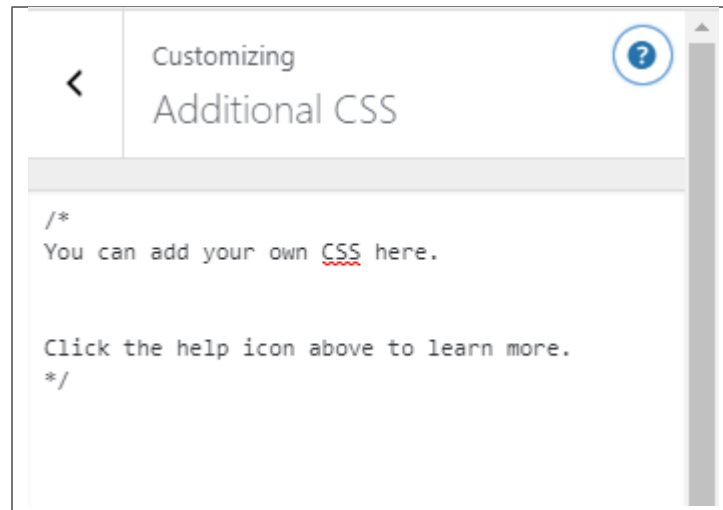 Customizing
Additional CSS
?
/*
You can add your own CSS here.
Click the help icon above to learn more.
*/